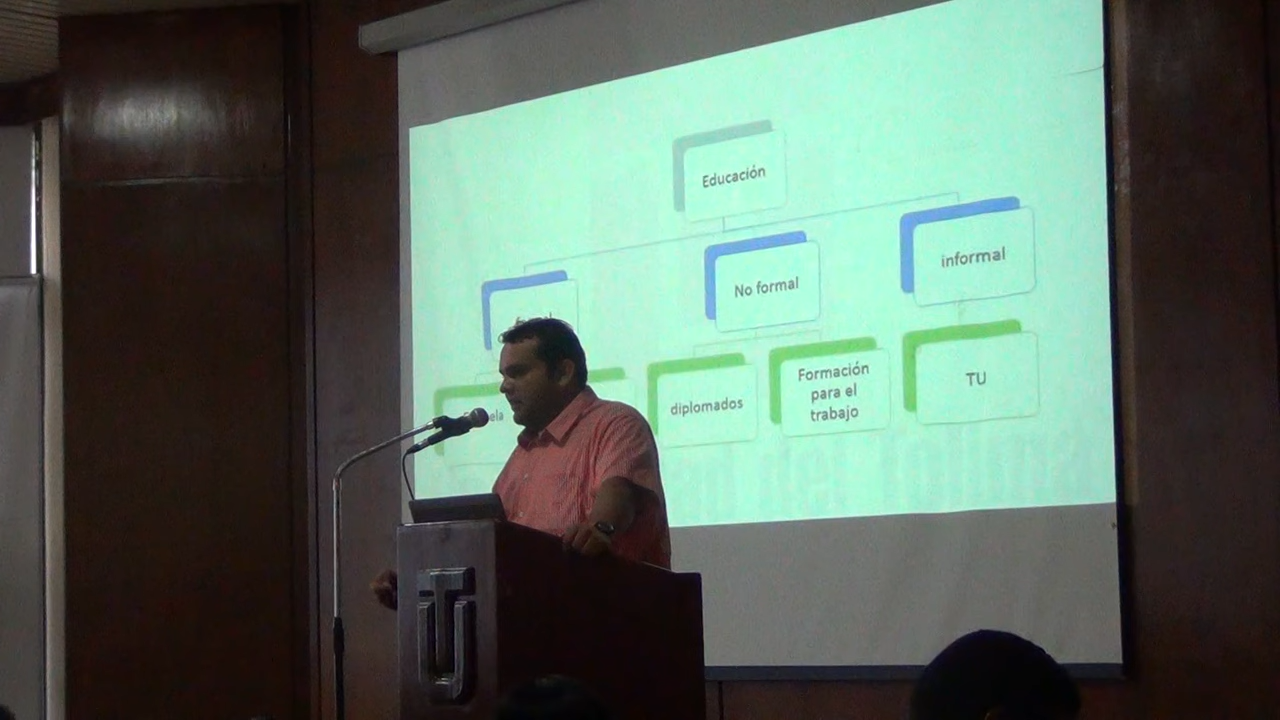 Educación
No formal
informal
diplomados
Formación
para el
trabajo
TU